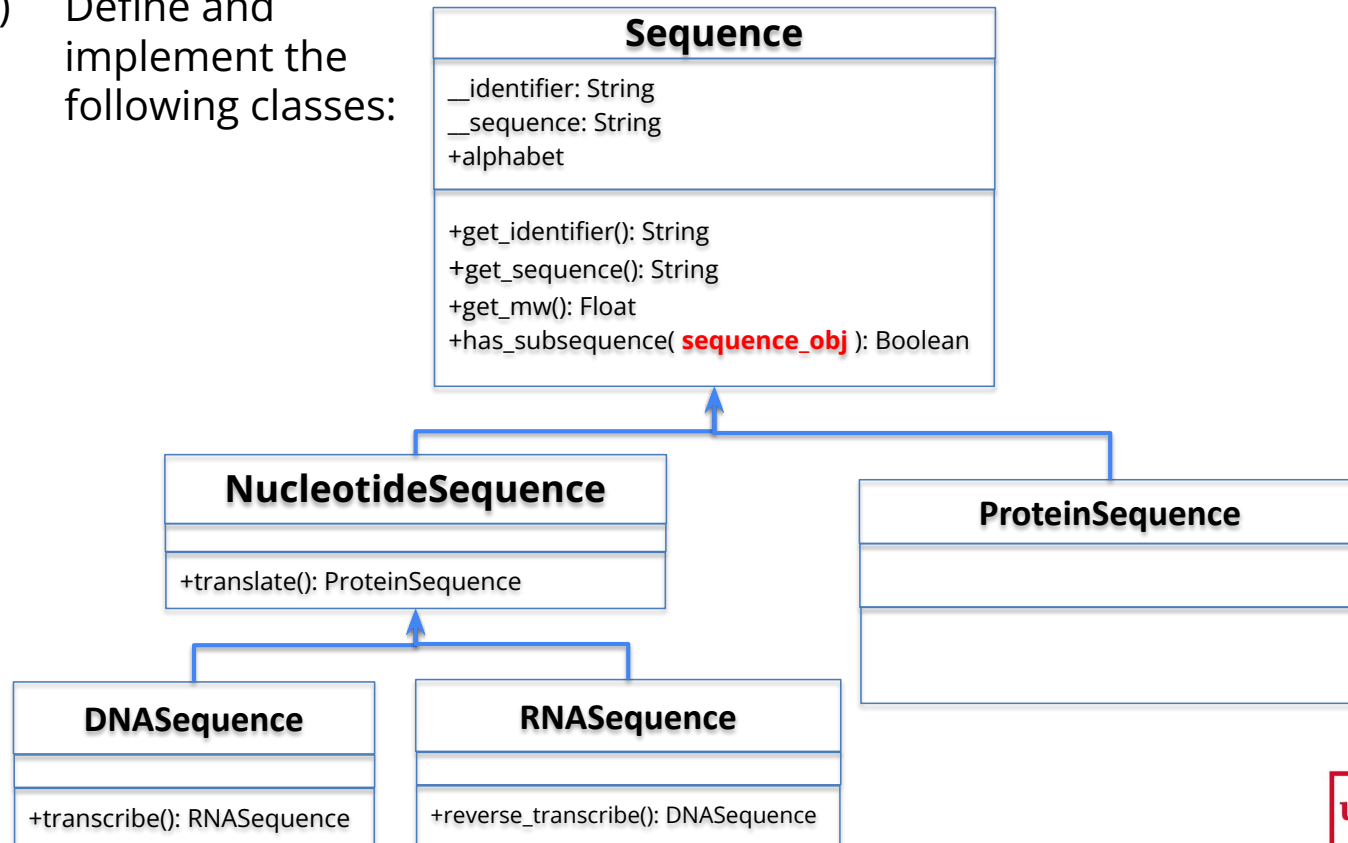 ) Define and
implement the
following classes:
Sequence
__identifier: String
__sequence: String
+alphabet
+get_identifier(): String
+get_sequence(): String
+get_mw(): Float
+has_subsequence( sequence_obj ): Boolean
NucleotideSequence
+translate(): ProteinSequence
ProteinSequence
DNASequence
+transcribe(): RNASequence
RNASequence
+reverse_transcribe(): DNASequence